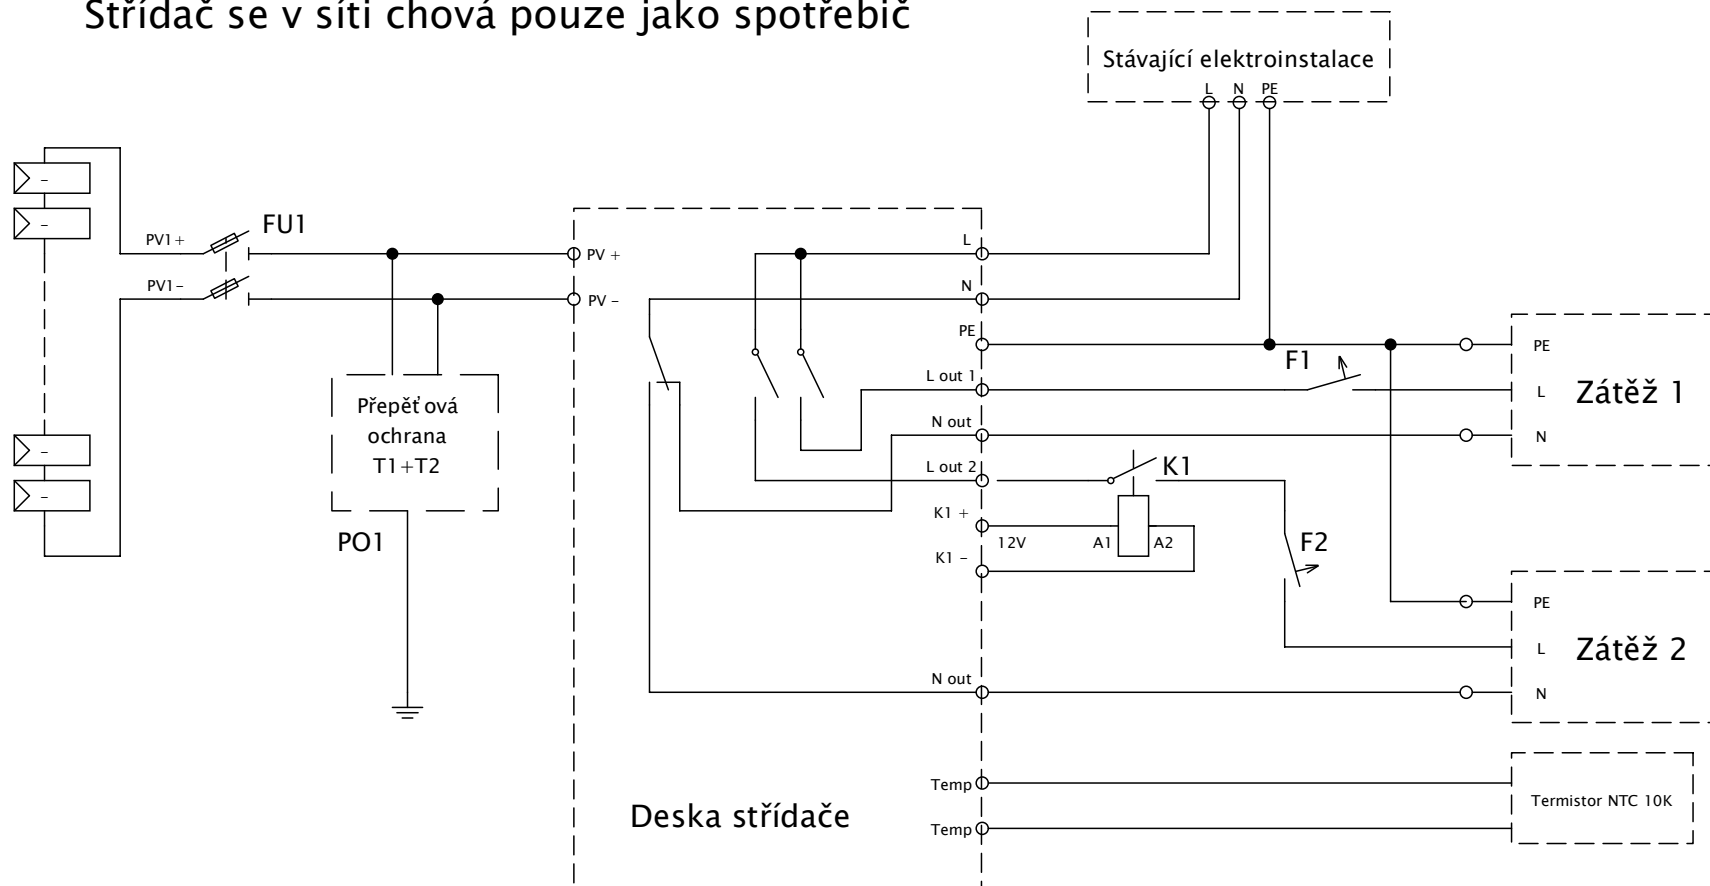 Střídač se v síti chová pouze jako spotřebič
Stávající elektroinstalace
L N PE
FU1
PV1+
PV1-
PV +
PV -
L
N
PE
L out 1
N out
L out 2
K1 +
K1 -
12V
A1
A2
K1
F1
F2
PE
L
N
Zátěž 1
PE
L
N
Zátěž 2
Přepěťová
ochrana
T1+T2
PO1
N out
Temp
Temp
Deska střídače
Termistor NTC 10K